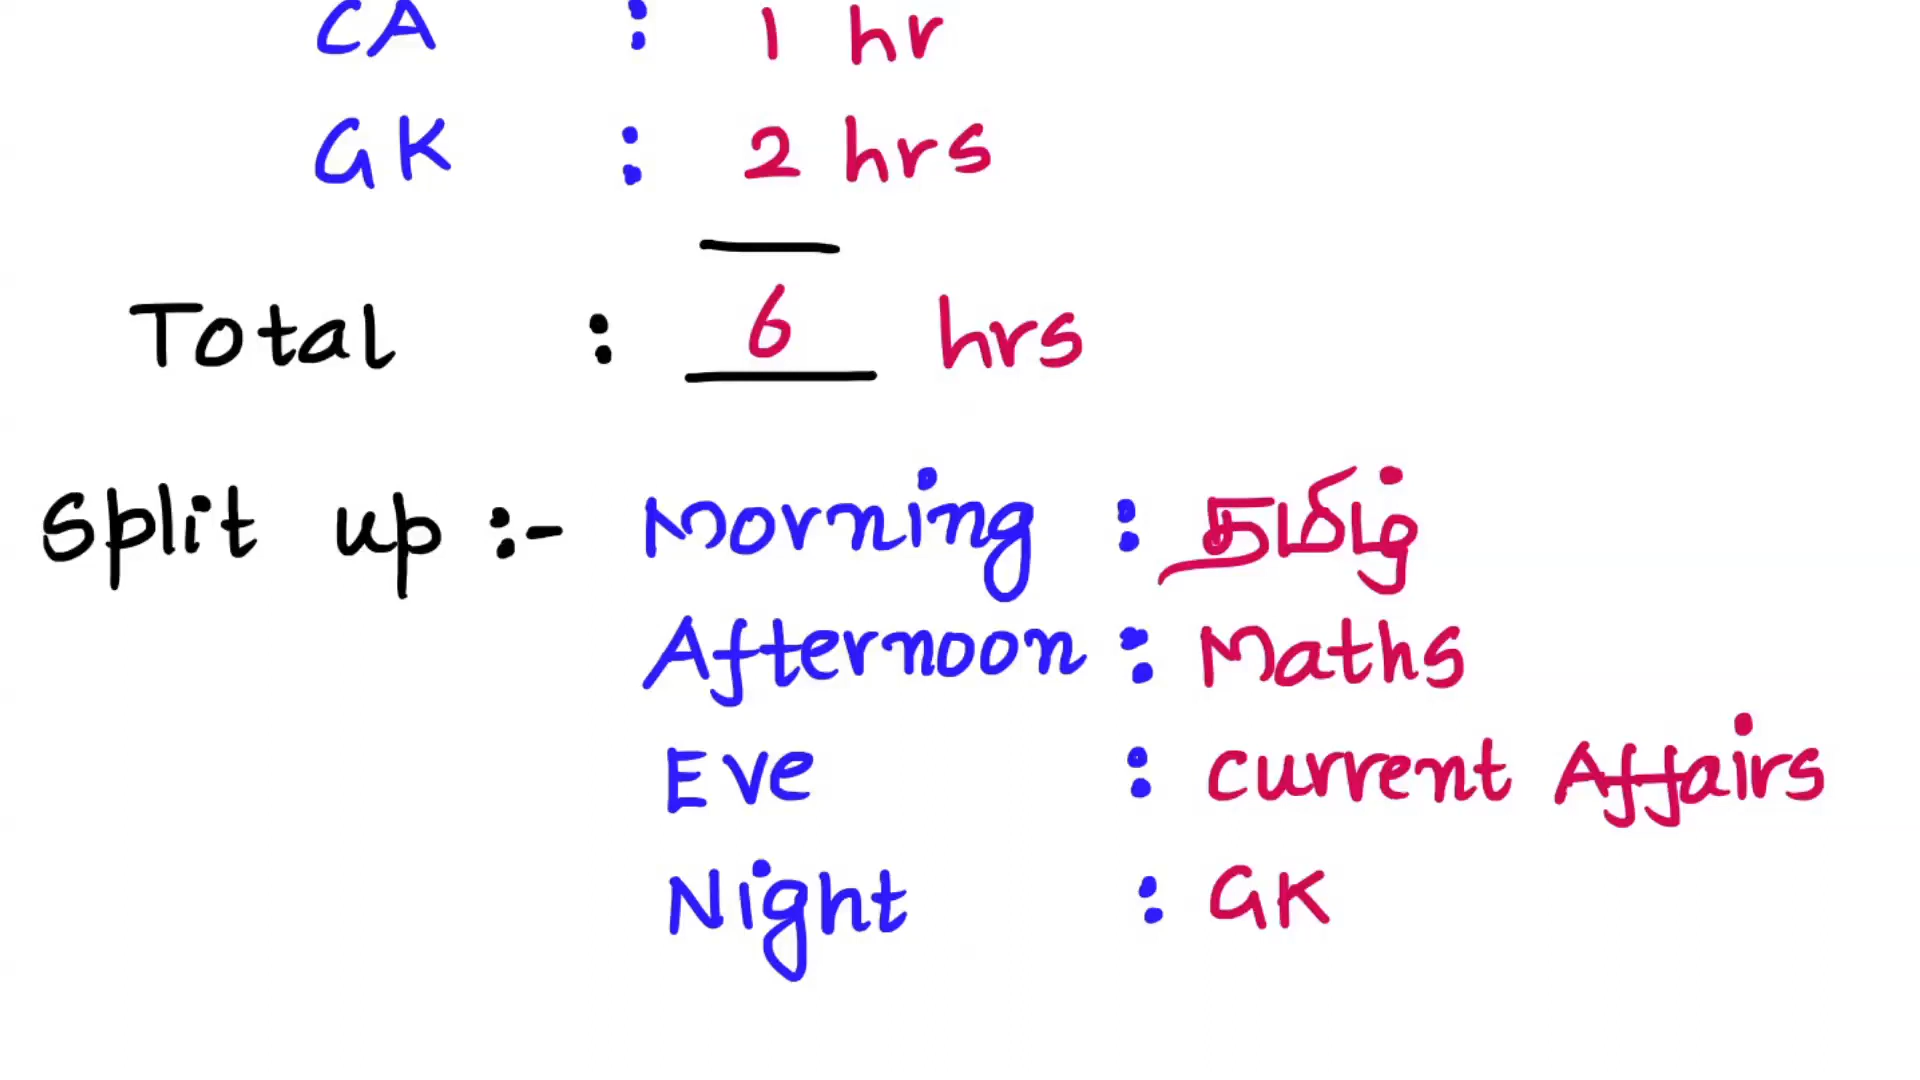 CA : 1 hr
GK : 2 hrs
Total : 6 hrs
Split up :- Morning : தமிழ்
Afternoon : Maths
Eve : Current Affairs
Night : GK